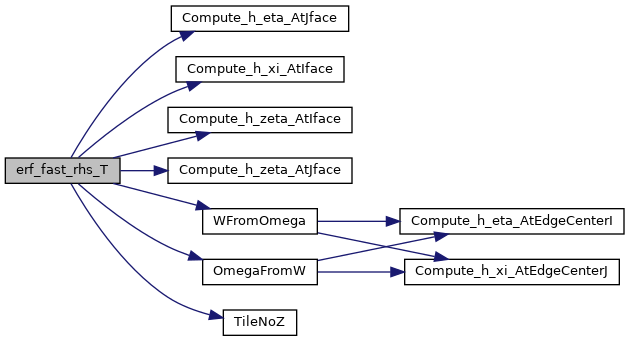 Compute_h_eta_AtJface
Compute_h_xi_AtIface
Compute_h_zeta_AtIface
erf_fast_rhs_T
Compute_h_zeta_AtJface
WFromOmega
Compute_h_eta_AtEdgeCenterI
OmegaFromW
Compute_h_xi_AtEdgeCenterJ
TileNoZ